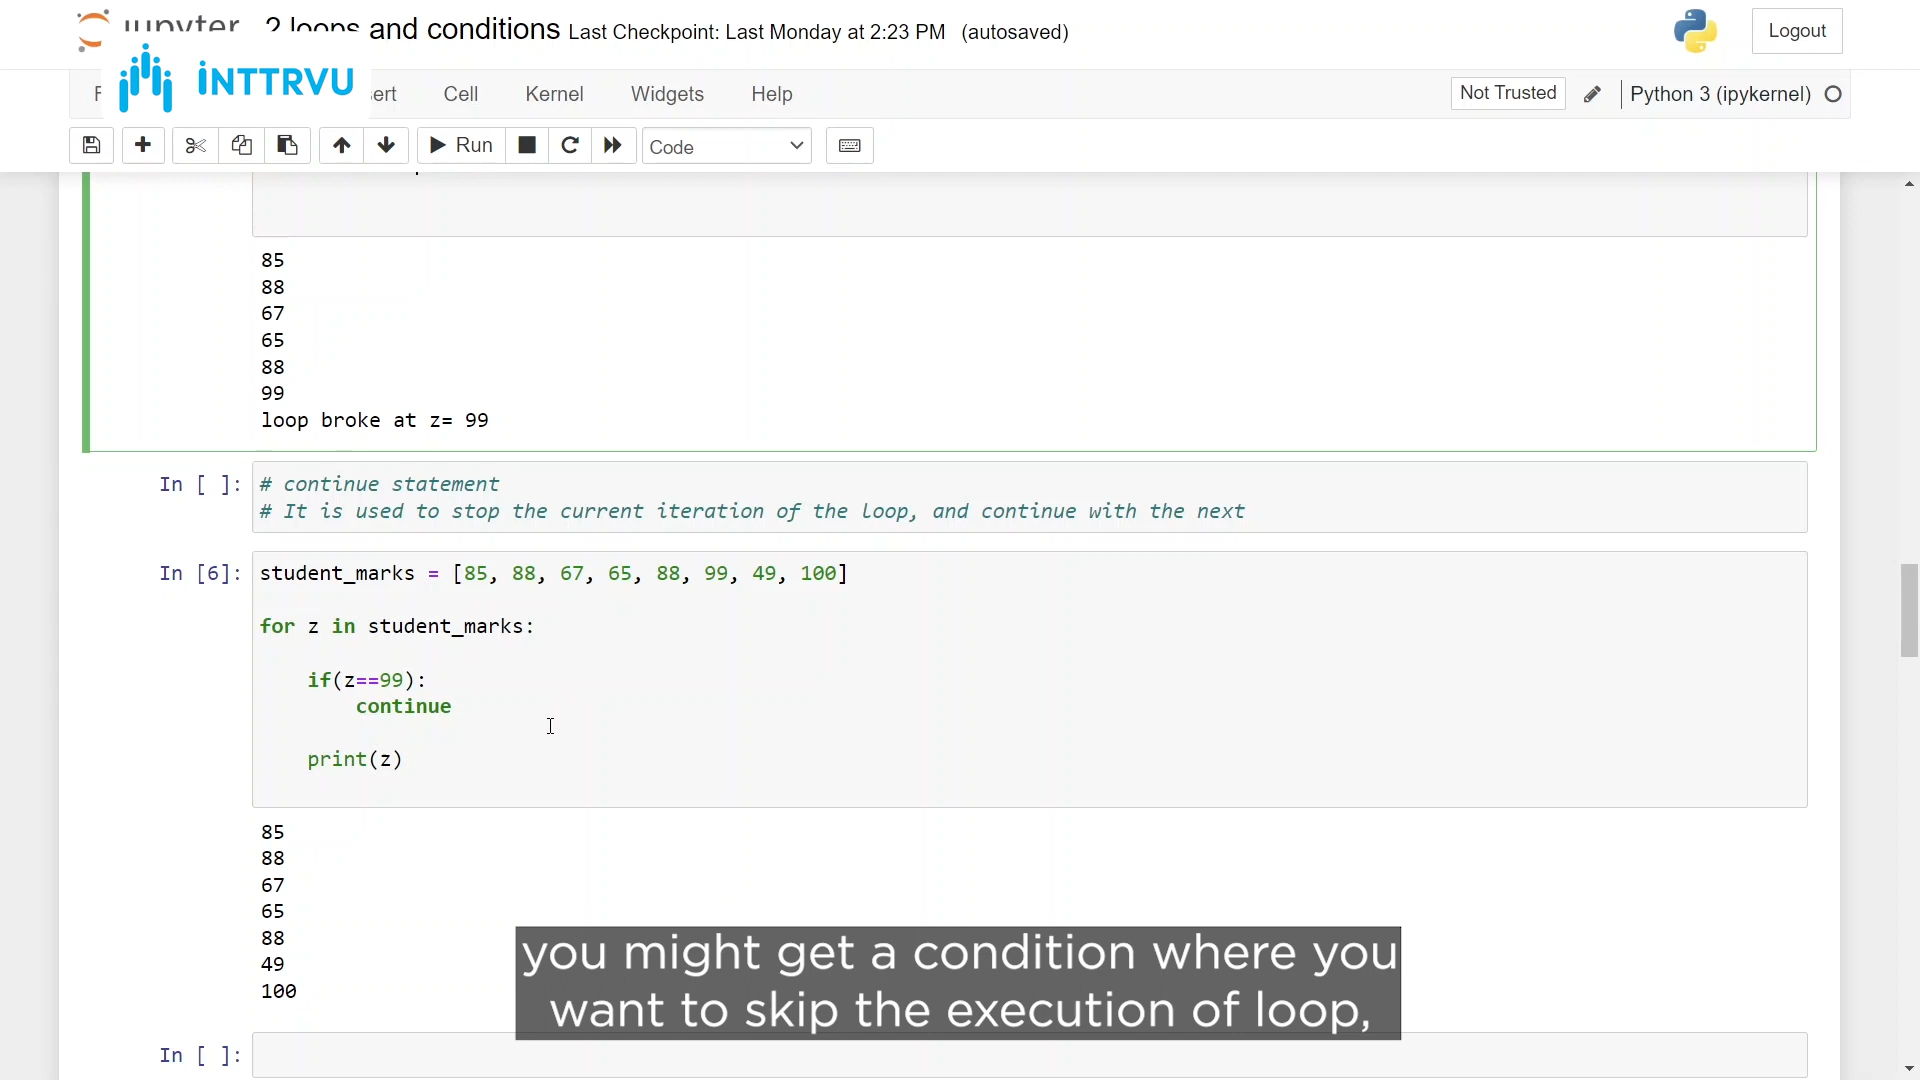 jupyter 2 loops and conditions Last Checkpoint: Last Monday at 2:23 PM (autosaved)
Logout
iNTTRVU
F
ert Cell Kernel Widgets Help
Not Trusted
Python 3 (ipykernel)
Run
Code
85
88
67
65
88
99
loop broke at z= 99
In [ ]:
# continue statement
# It is used to stop the current iteration of the loop, and continue with the next
In [6]:
student_marks = [85, 88, 67, 65, 88, 99, 49, 100]
for z in student_marks:
if(z==99):
continue
print(z)
85
88
67
65
88
49
100
you might get a condition where you
want to skip the execution of loop,
In [ ]: